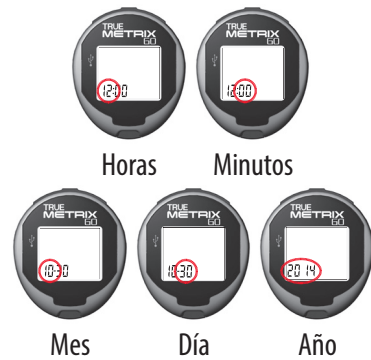 TRUE METRIX GO TRUE METRIX GO
12:00 12:00
Horas Minutos
TRUE METRIX GO TRUE METRIX GO TRUE METRIX GO
10:30 10:30 2014
Mes Día Año